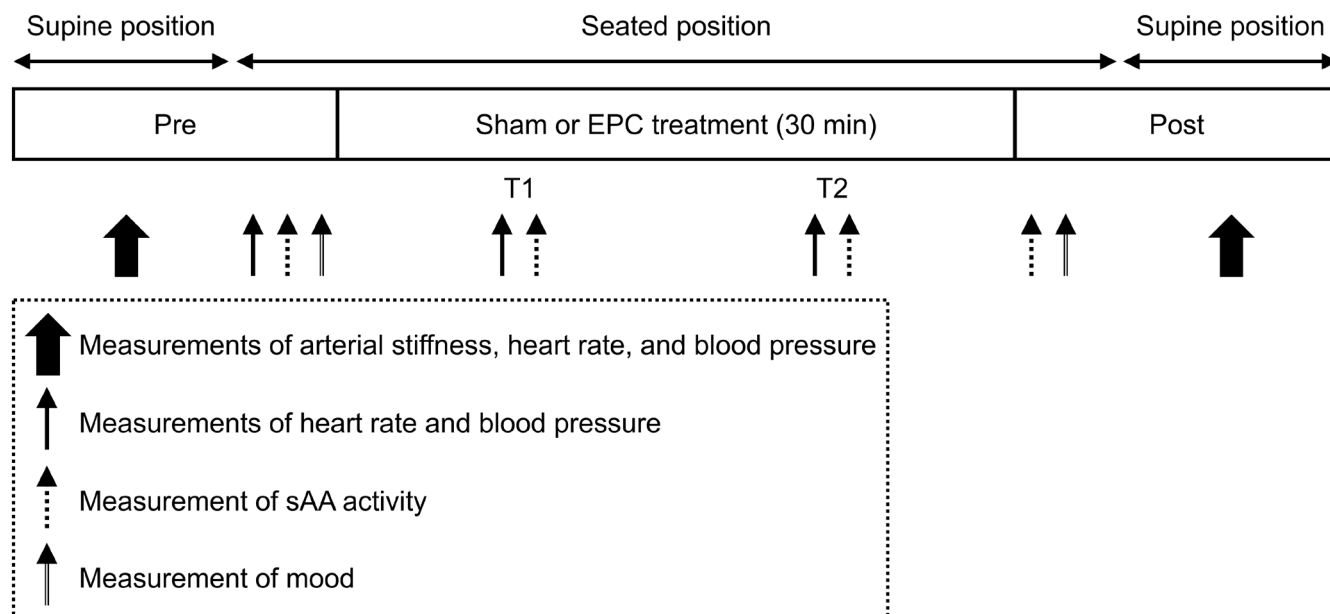 Supine position
Seated position
Supine position
Pre
Sham or EPC treatment (30 min)
Post
T1
T2
Measurements of arterial stiffness, heart rate, and blood pressure
Measurements of heart rate and blood pressure
Measurement of sAA activity
Measurement of mood